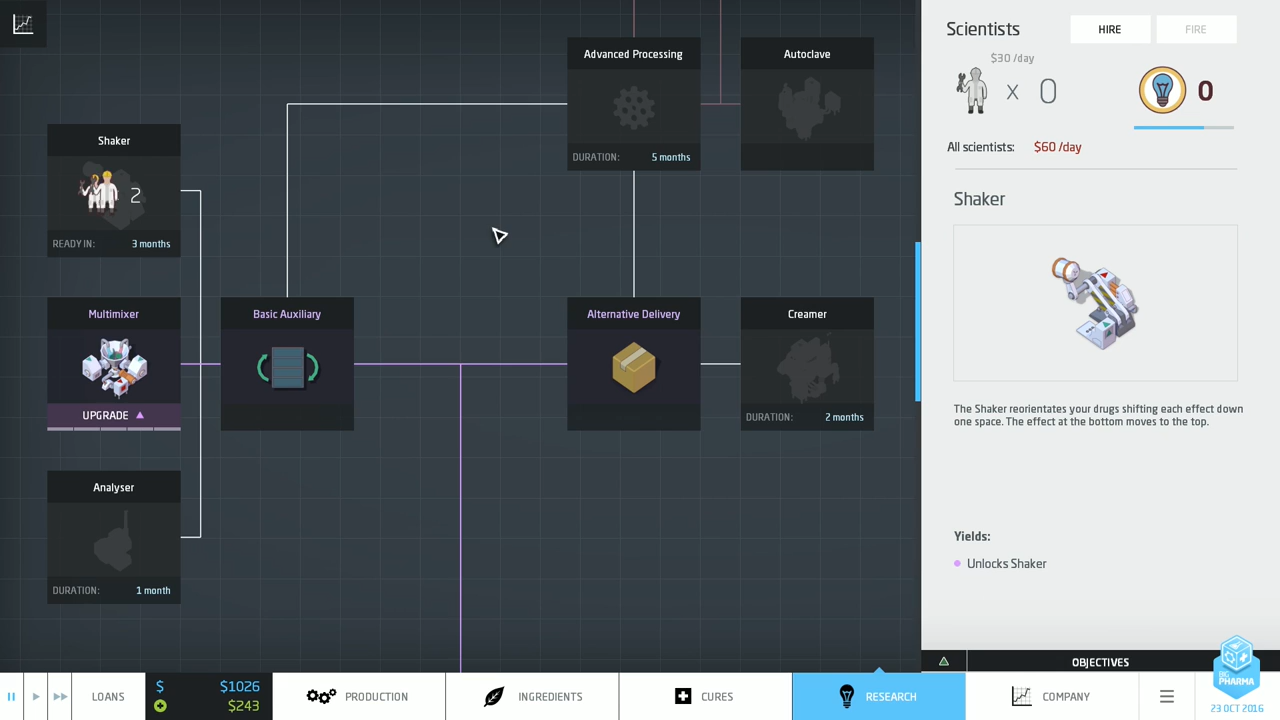 Advanced Processing
Autoclave
DURATION: 5 months
Shaker
2
READY IN: 3 months
Multimixer
UPGRADE
Basic Auxiliary
Alternative Delivery
Creamer
DURATION: 2 months
Analyser
DURATION: 1 month
Scientists
HIRE
FIRE
$30 /day
X 0
0
All scientists: $60 /day
Shaker
The Shaker reorientates your drugs shifting each effect down
one space. The effect at the bottom moves to the top.
Yields:
Unlocks Shaker
OBJECTIVES
LOANS
$ $1026
$243
PRODUCTION
INGREDIENTS
CURES
RESEARCH
COMPANY
BIG
PHARMA
23 OCT 2016